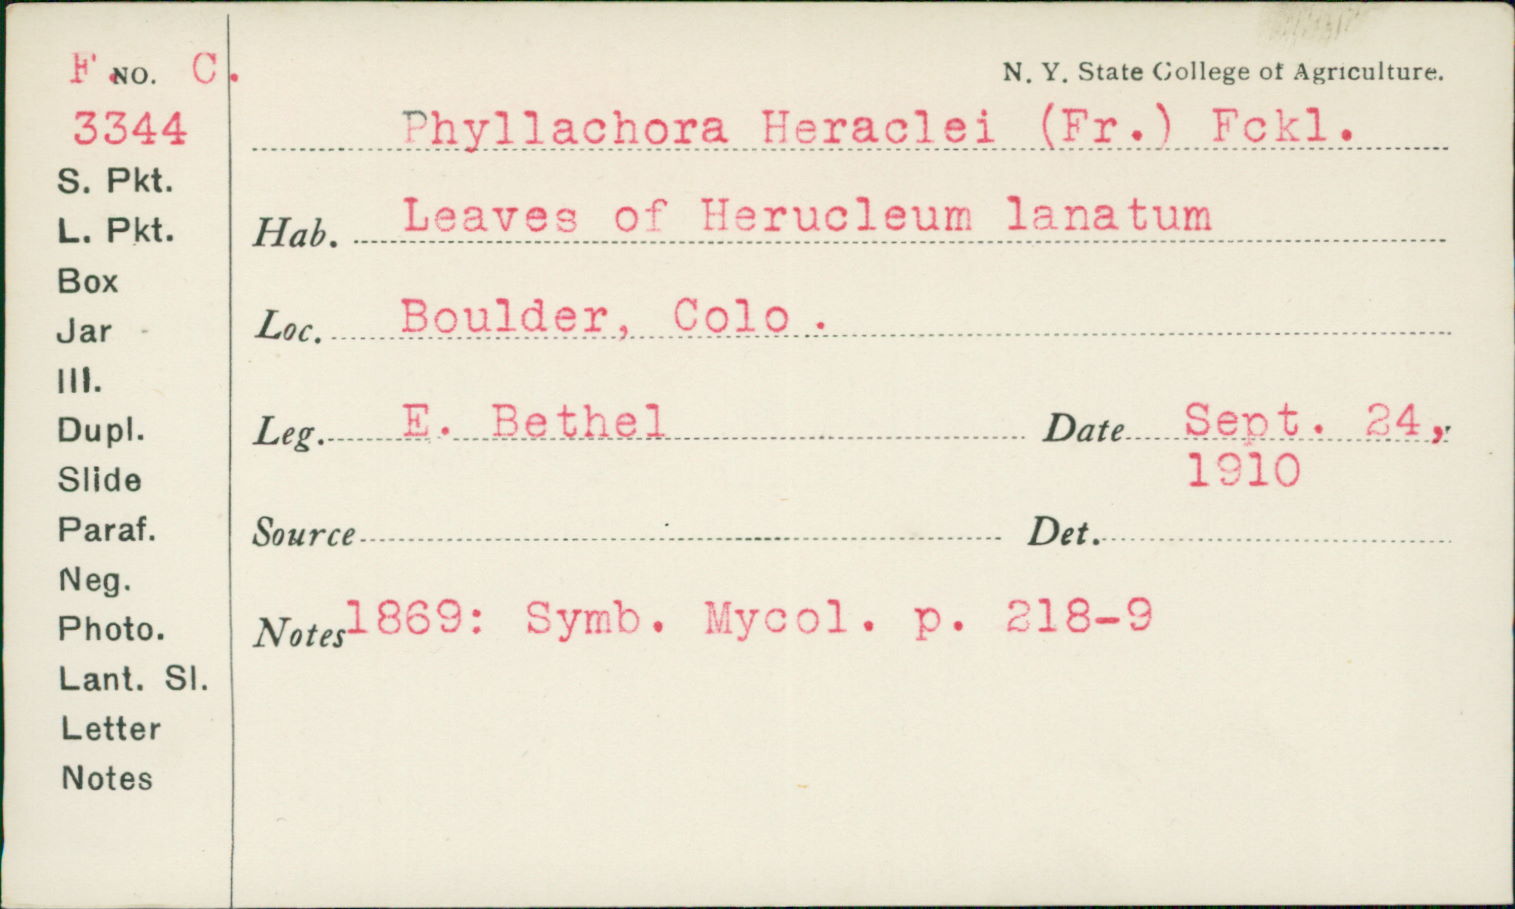 F. NO. C.
N. Y. State College of Agriculture.
3344
Phyllachora Heraclei (Fr.) Fckl.
S. Pkt.
L. Pkt.
Hab. Leaves of Herucleum lanatum
Box
Jar
Loc. Boulder, Colo.
Ill.
Dupl.
Leg. E. Bethel Date Sept. 24,
1910
Slide
Paraf.
Source Det.
Neg.
Photo.
Notes 1869: Symb. Mycol. p. 218-9
Lant. Sl.
Letter
Notes